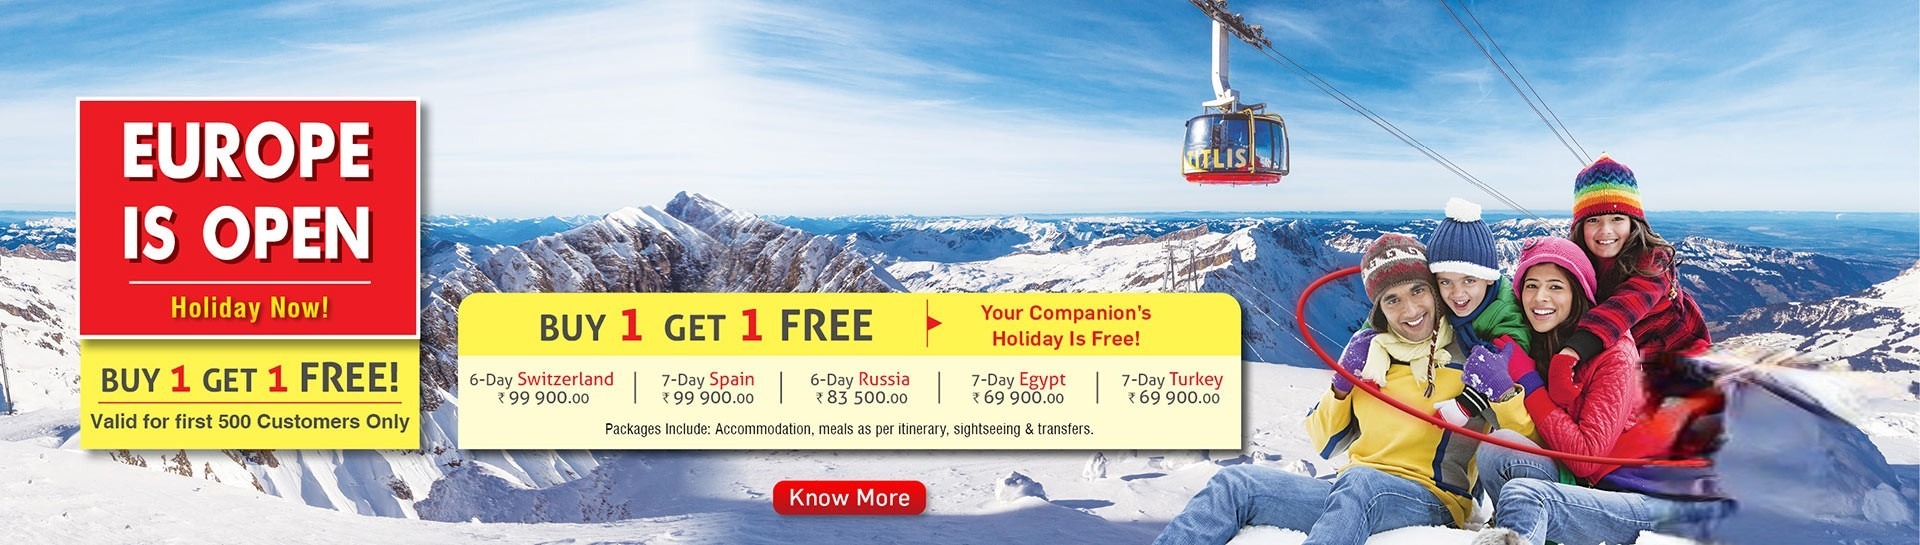 EUROPE
IS OPEN
Holiday Now!
BUY 1 GET 1 FREE!
Valid for first 500 Customers Only
BUY 1 GET 1 FREE
Your Companion's
Holiday Is Free!
6-Day Switzerland
₹ 99 900.00
7-Day Spain
₹ 99 900.00
6-Day Russia
₹ 83 500.00
7-Day Egypt
₹ 69 900.00
7-Day Turkey
₹ 69 900.00
Packages Include: Accommodation, meals as per itinerary, sightseeing & transfers.
Know More
TITLIS